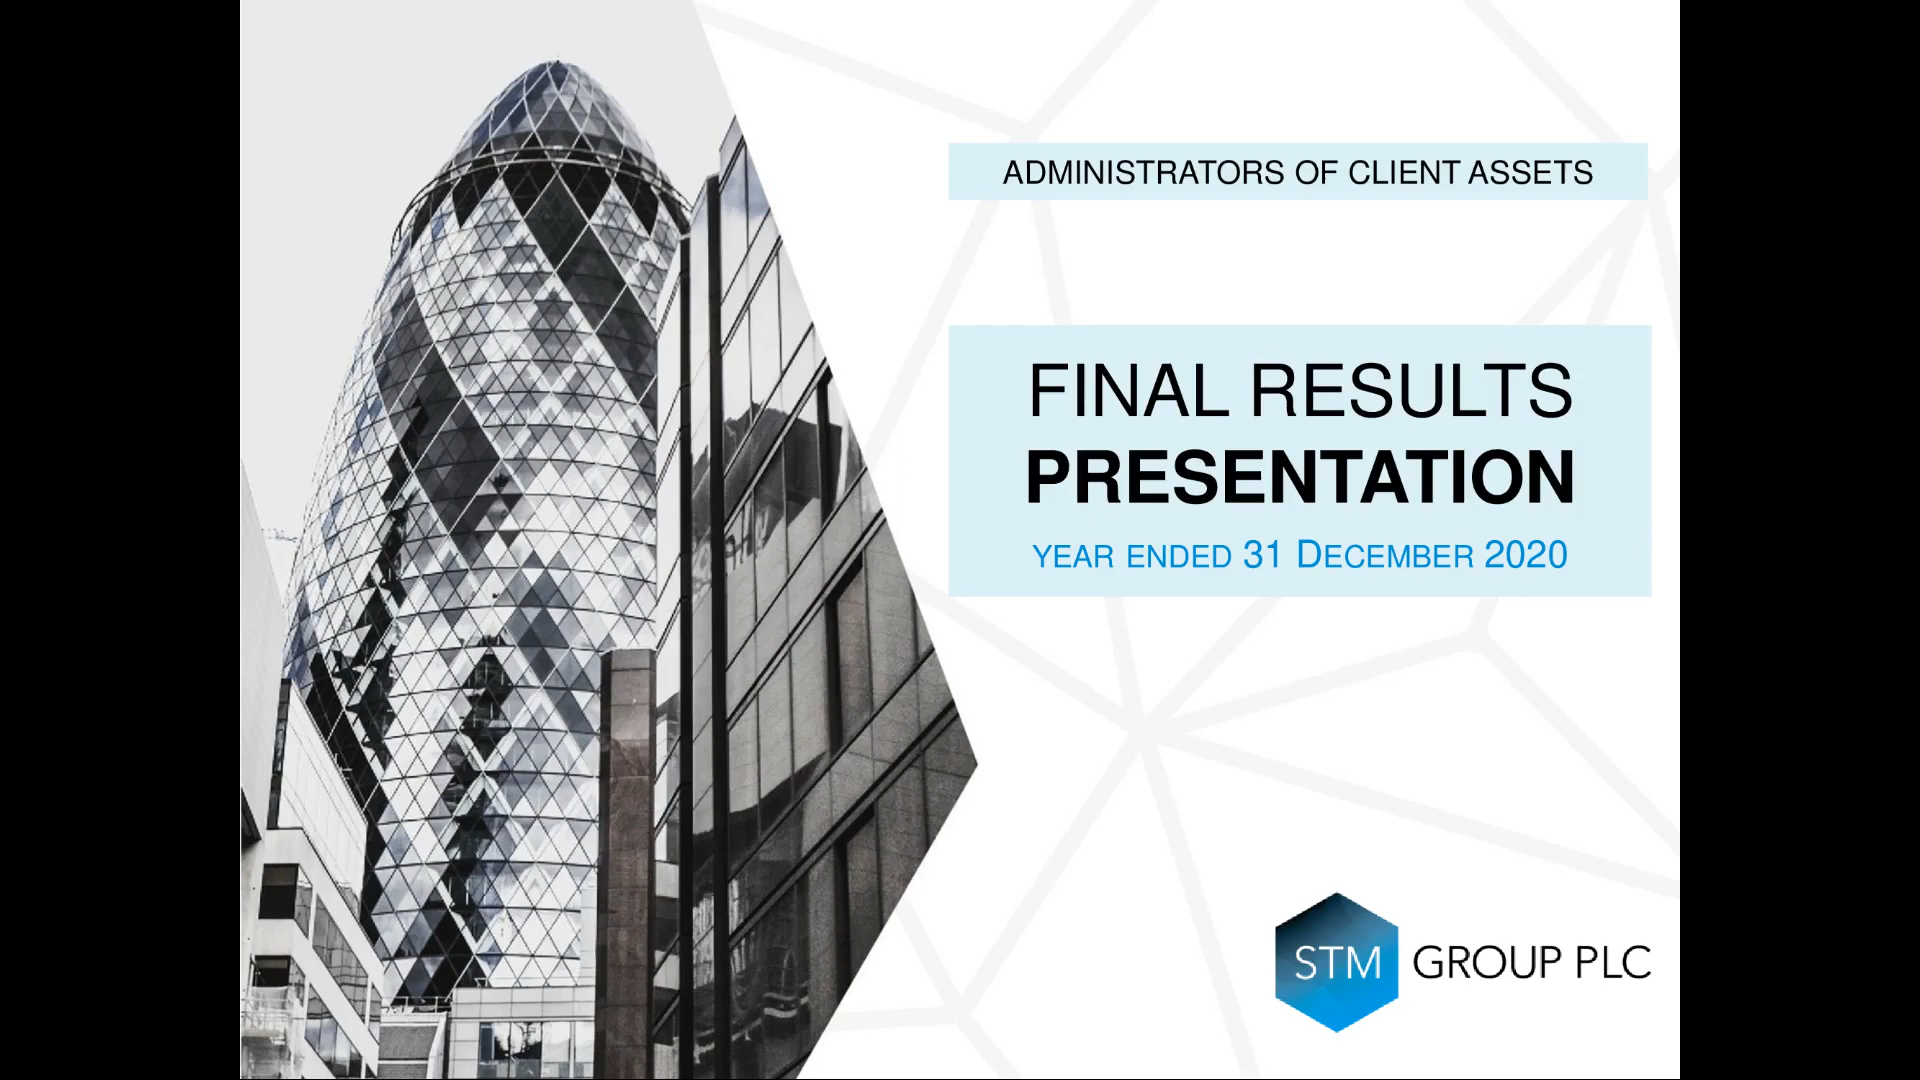 ADMINISTRATORS OF CLIENT ASSETS
FINAL RESULTS
PRESENTATION
YEAR ENDED 31 DECEMBER 2020
STM GROUP PLC